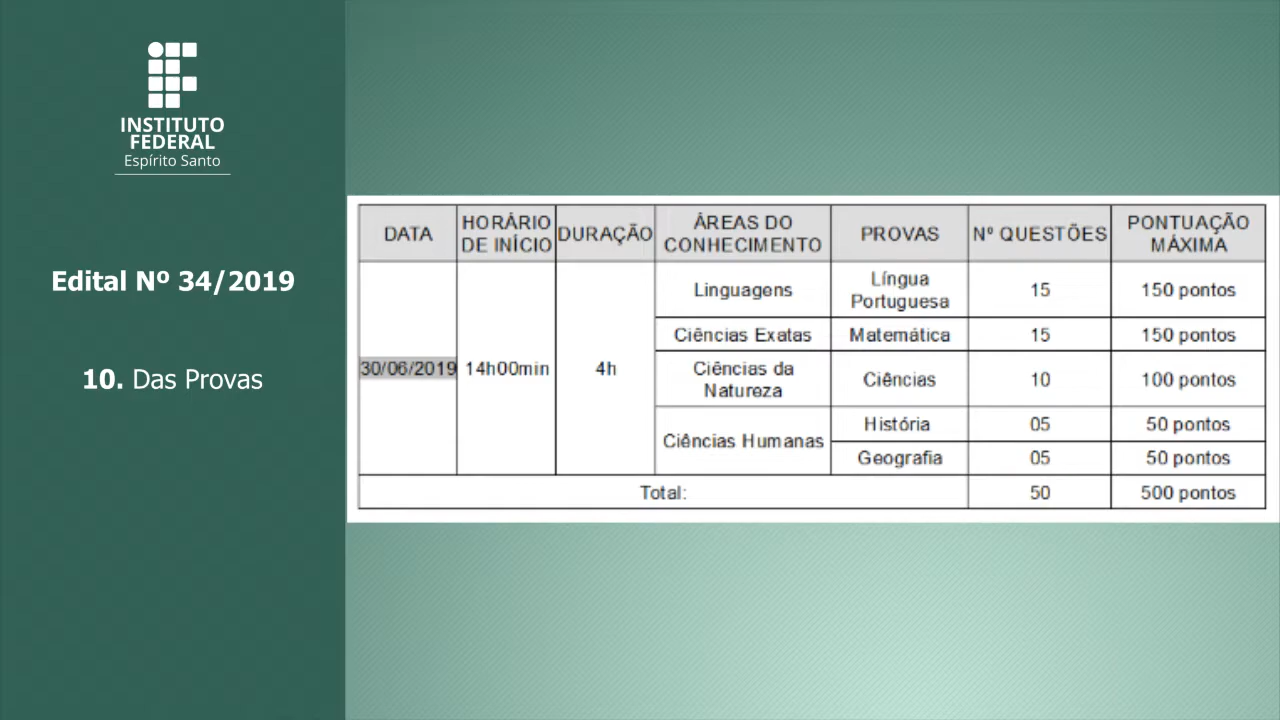 INSTITUTO
FEDERAL
Espírito Santo
Edital Nº 34/2019
10. Das Provas
DATA HORÁRIO DE INÍCIO DURAÇÃO ÁREAS DO CONHECIMENTO PROVAS Nº QUESTÕES PONTUAÇÃO MÁXIMA
30/06/2019 14h00min 4h
Linguagens Língua Portuguesa 15 150 pontos
Ciências Exatas Matemática 15 150 pontos
Ciências da Natureza Ciências 10 100 pontos
Ciências Humanas História 05 50 pontos
Geografia 05 50 pontos
Total: 50 500 pontos